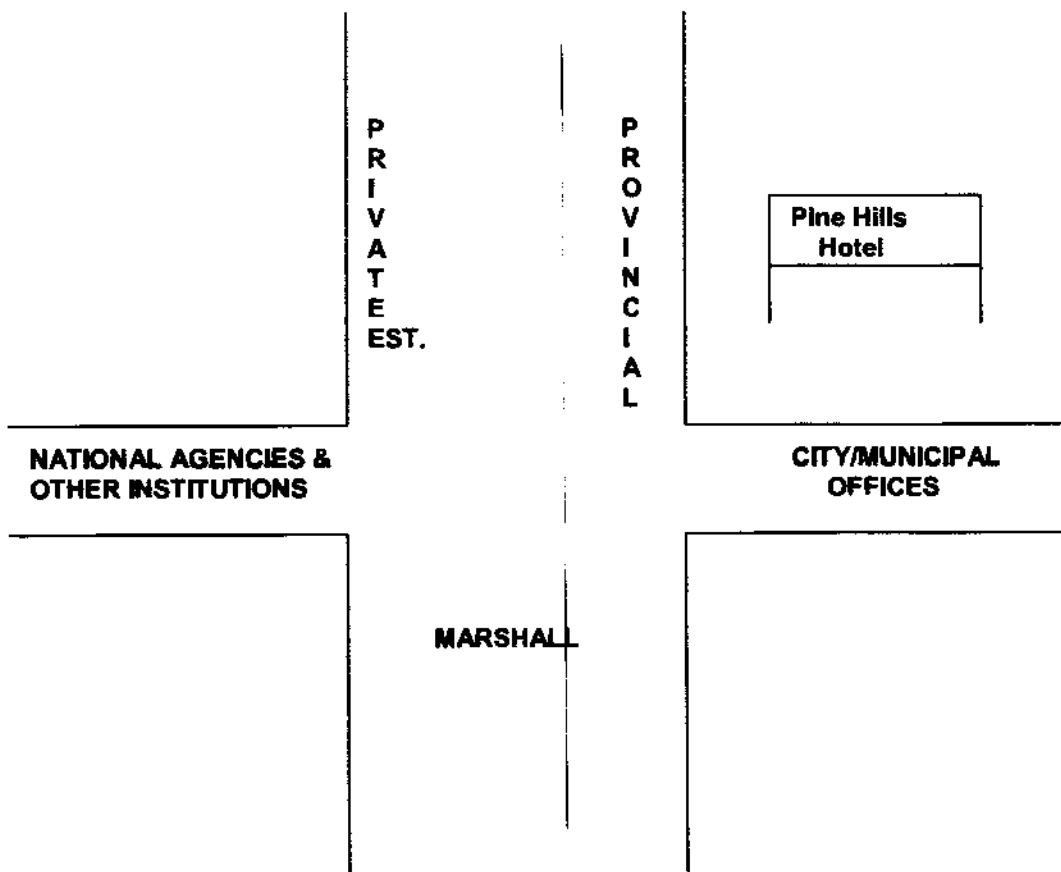 PRIVATE
EST.
PROVINCIAL
Pine Hills
Hotel
NATIONAL AGENCIES &
OTHER INSTITUTIONS
CITY/MUNICIPAL
OFFICES
MARSHALL